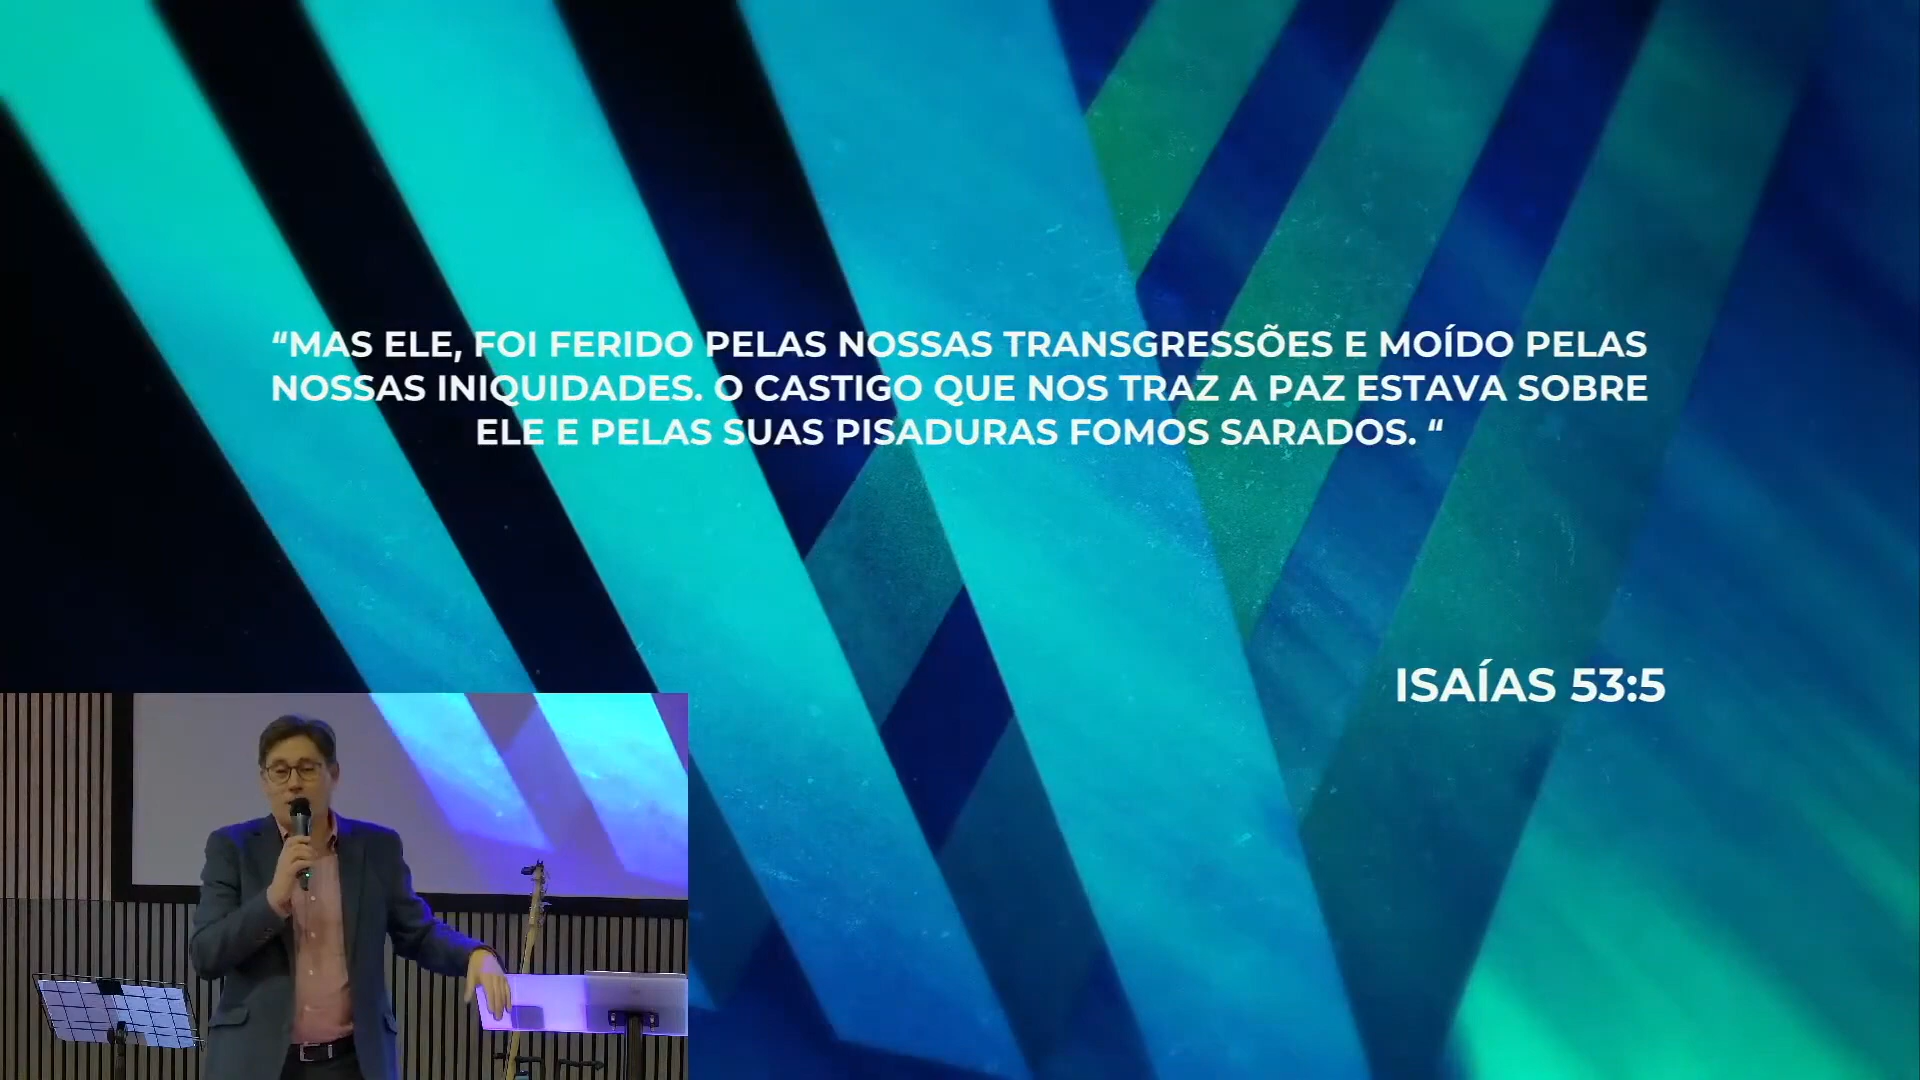 “MAS ELE, FOI FERIDO PELAS NOSSAS TRANSGRESSÕES E MOÍDO PELAS
NOSSAS INIQUIDADES. O CASTIGO QUE NOS TRAZ A PAZ ESTAVA SOBRE
ELE E PELAS SUAS PISADURAS FOMOS SARADOS. “
ISAÍAS 53:5